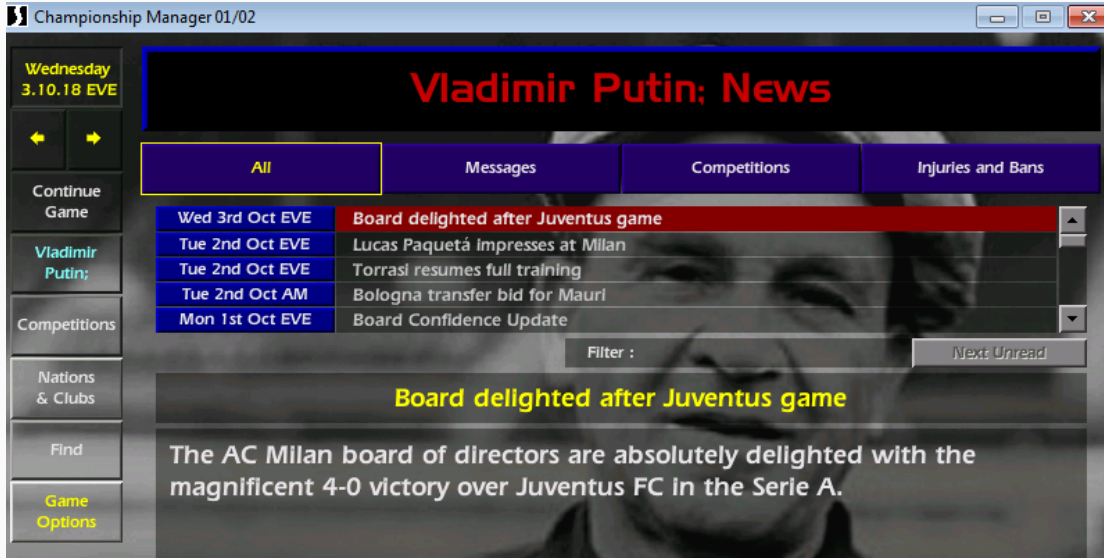 Championship Manager 01/02
Wednesday
3.10.18 EVE
Vladimir Putin; News
All
Messages
Competitions
Injuries and Bans
Continue
Game
Vladimir
Putin;
Competitions
Nations
& Clubs
Find
Game
Options
Wed 3rd Oct EVE Board delighted after Juventus game
Tue 2nd Oct EVE Lucas Paquetá impresses at Milan
Tue 2nd Oct EVE Torrasi resumes full training
Tue 2nd Oct AM Bologna transfer bid for Mauri
Mon 1st Oct EVE Board Confidence Update
Filter :
Next Unread
Board delighted after Juventus game
The AC Milan board of directors are absolutely delighted with the
magnificent 4-0 victory over Juventus FC in the Serie A.